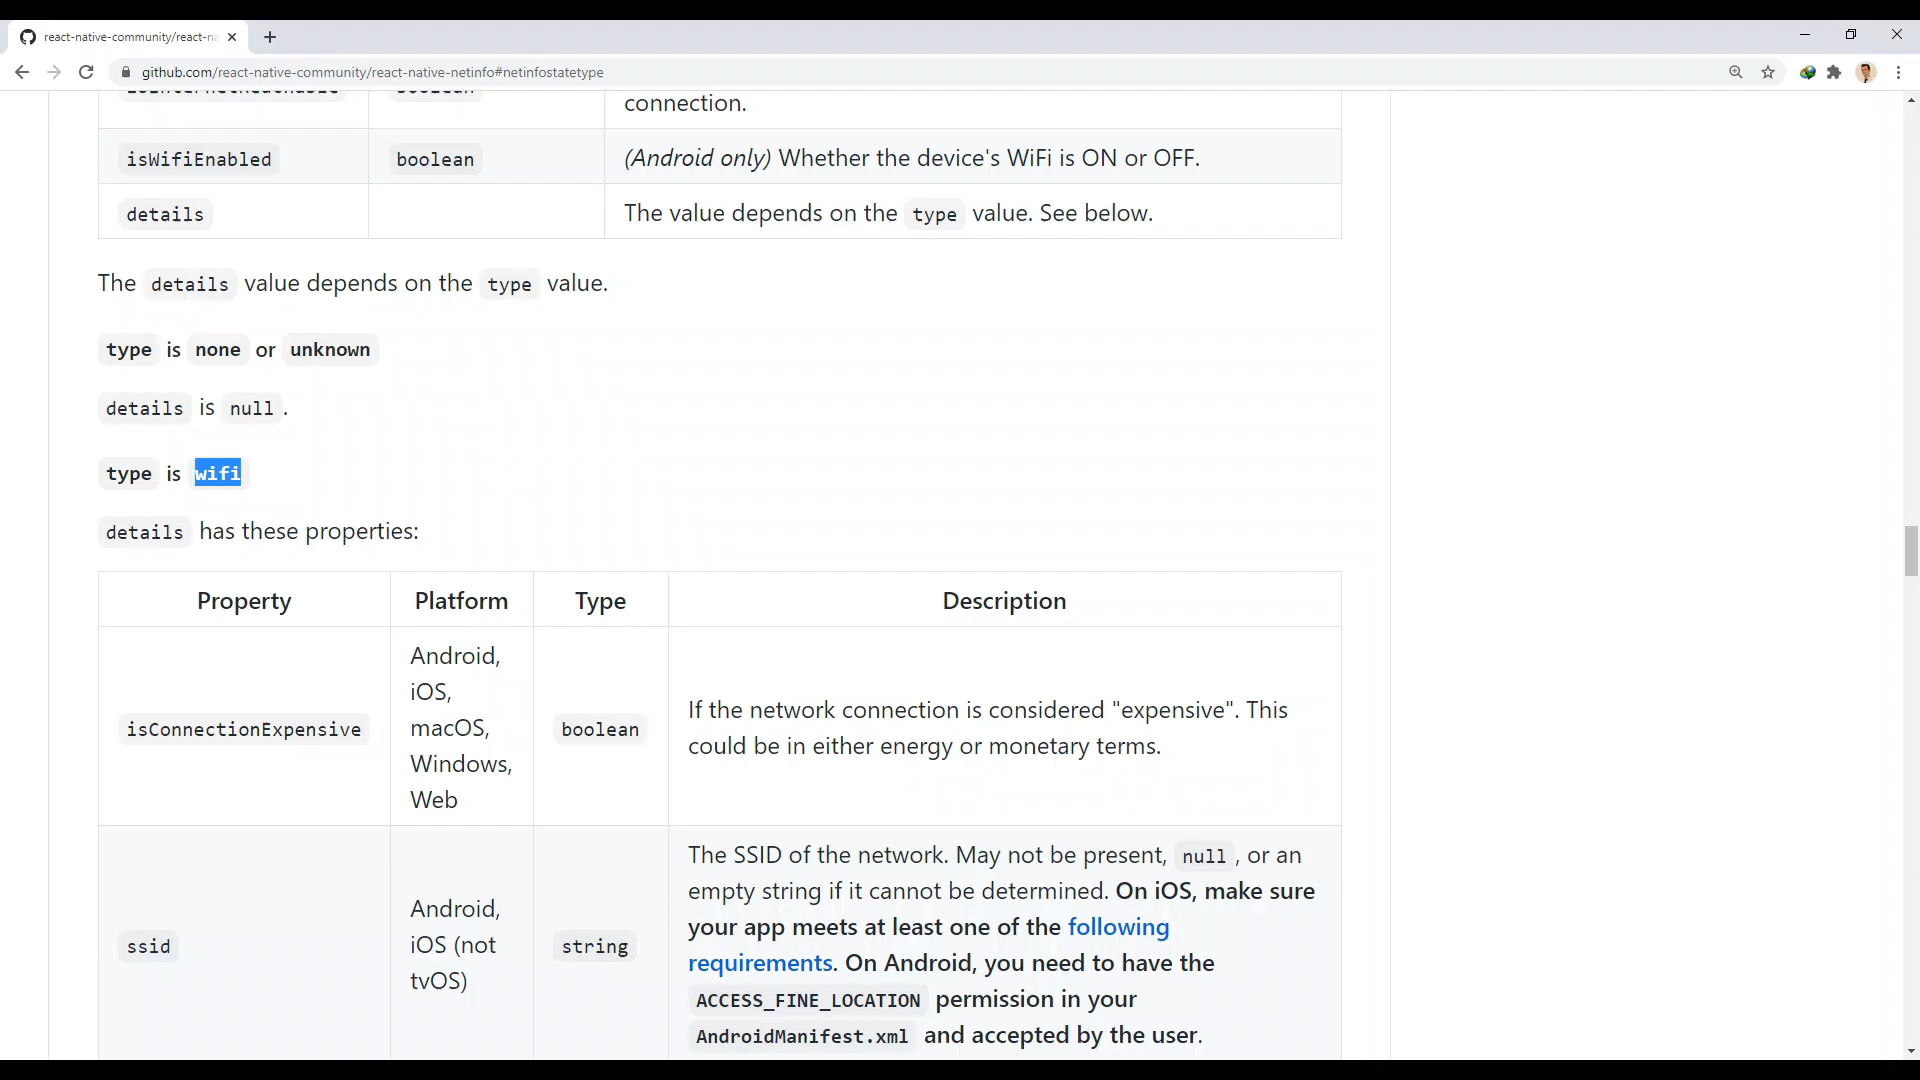 react-native-community/react-na
github.com/react-native-community/react-native-netinfo#netinfostatetype
isInternetReachable boolean
connection.
isWifiEnabled boolean (Android only) Whether the device's WiFi is ON or OFF.
details The value depends on the type value. See below.
The details value depends on the type value.
type is none or unknown
details is null.
type is wifi
details has these properties:
Property Platform Type Description
Android,
iOS,
macOS,
Windows,
Web
isConnectionExpensive
boolean
If the network connection is considered "expensive". This
could be in either energy or monetary terms.
ssid
Android,
iOS (not
tvOS)
string
The SSID of the network. May not be present, null, or an
empty string if it cannot be determined. On iOS, make sure
your app meets at least one of the following
requirements. On Android, you need to have the
ACCESS_FINE_LOCATION permission in your
AndroidManifest.xml and accepted by the user.